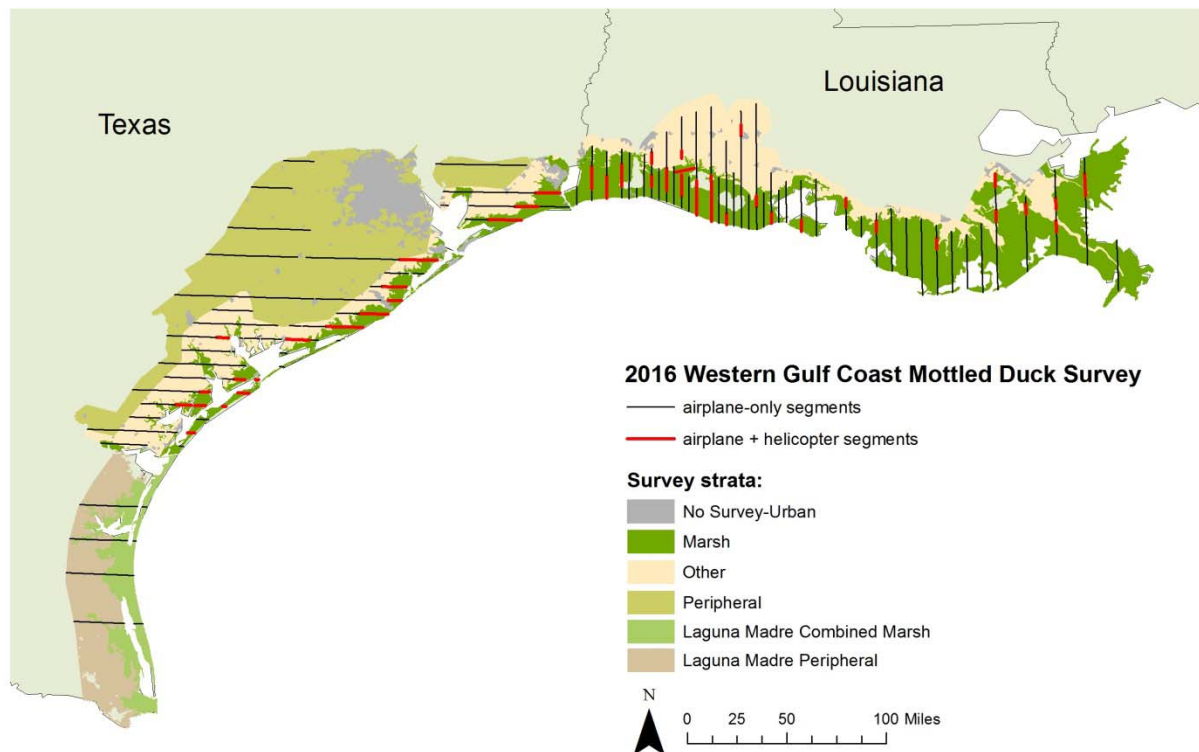 Texas
Louisiana
2016 Western Gulf Coast Mottled Duck Survey
airplane-only segments
airplane + helicopter segments
Survey strata:
No Survey-Urban
Marsh
Other
Peripheral
Laguna Madre Combined Marsh
Laguna Madre Peripheral
N
0 25 50 100 Miles